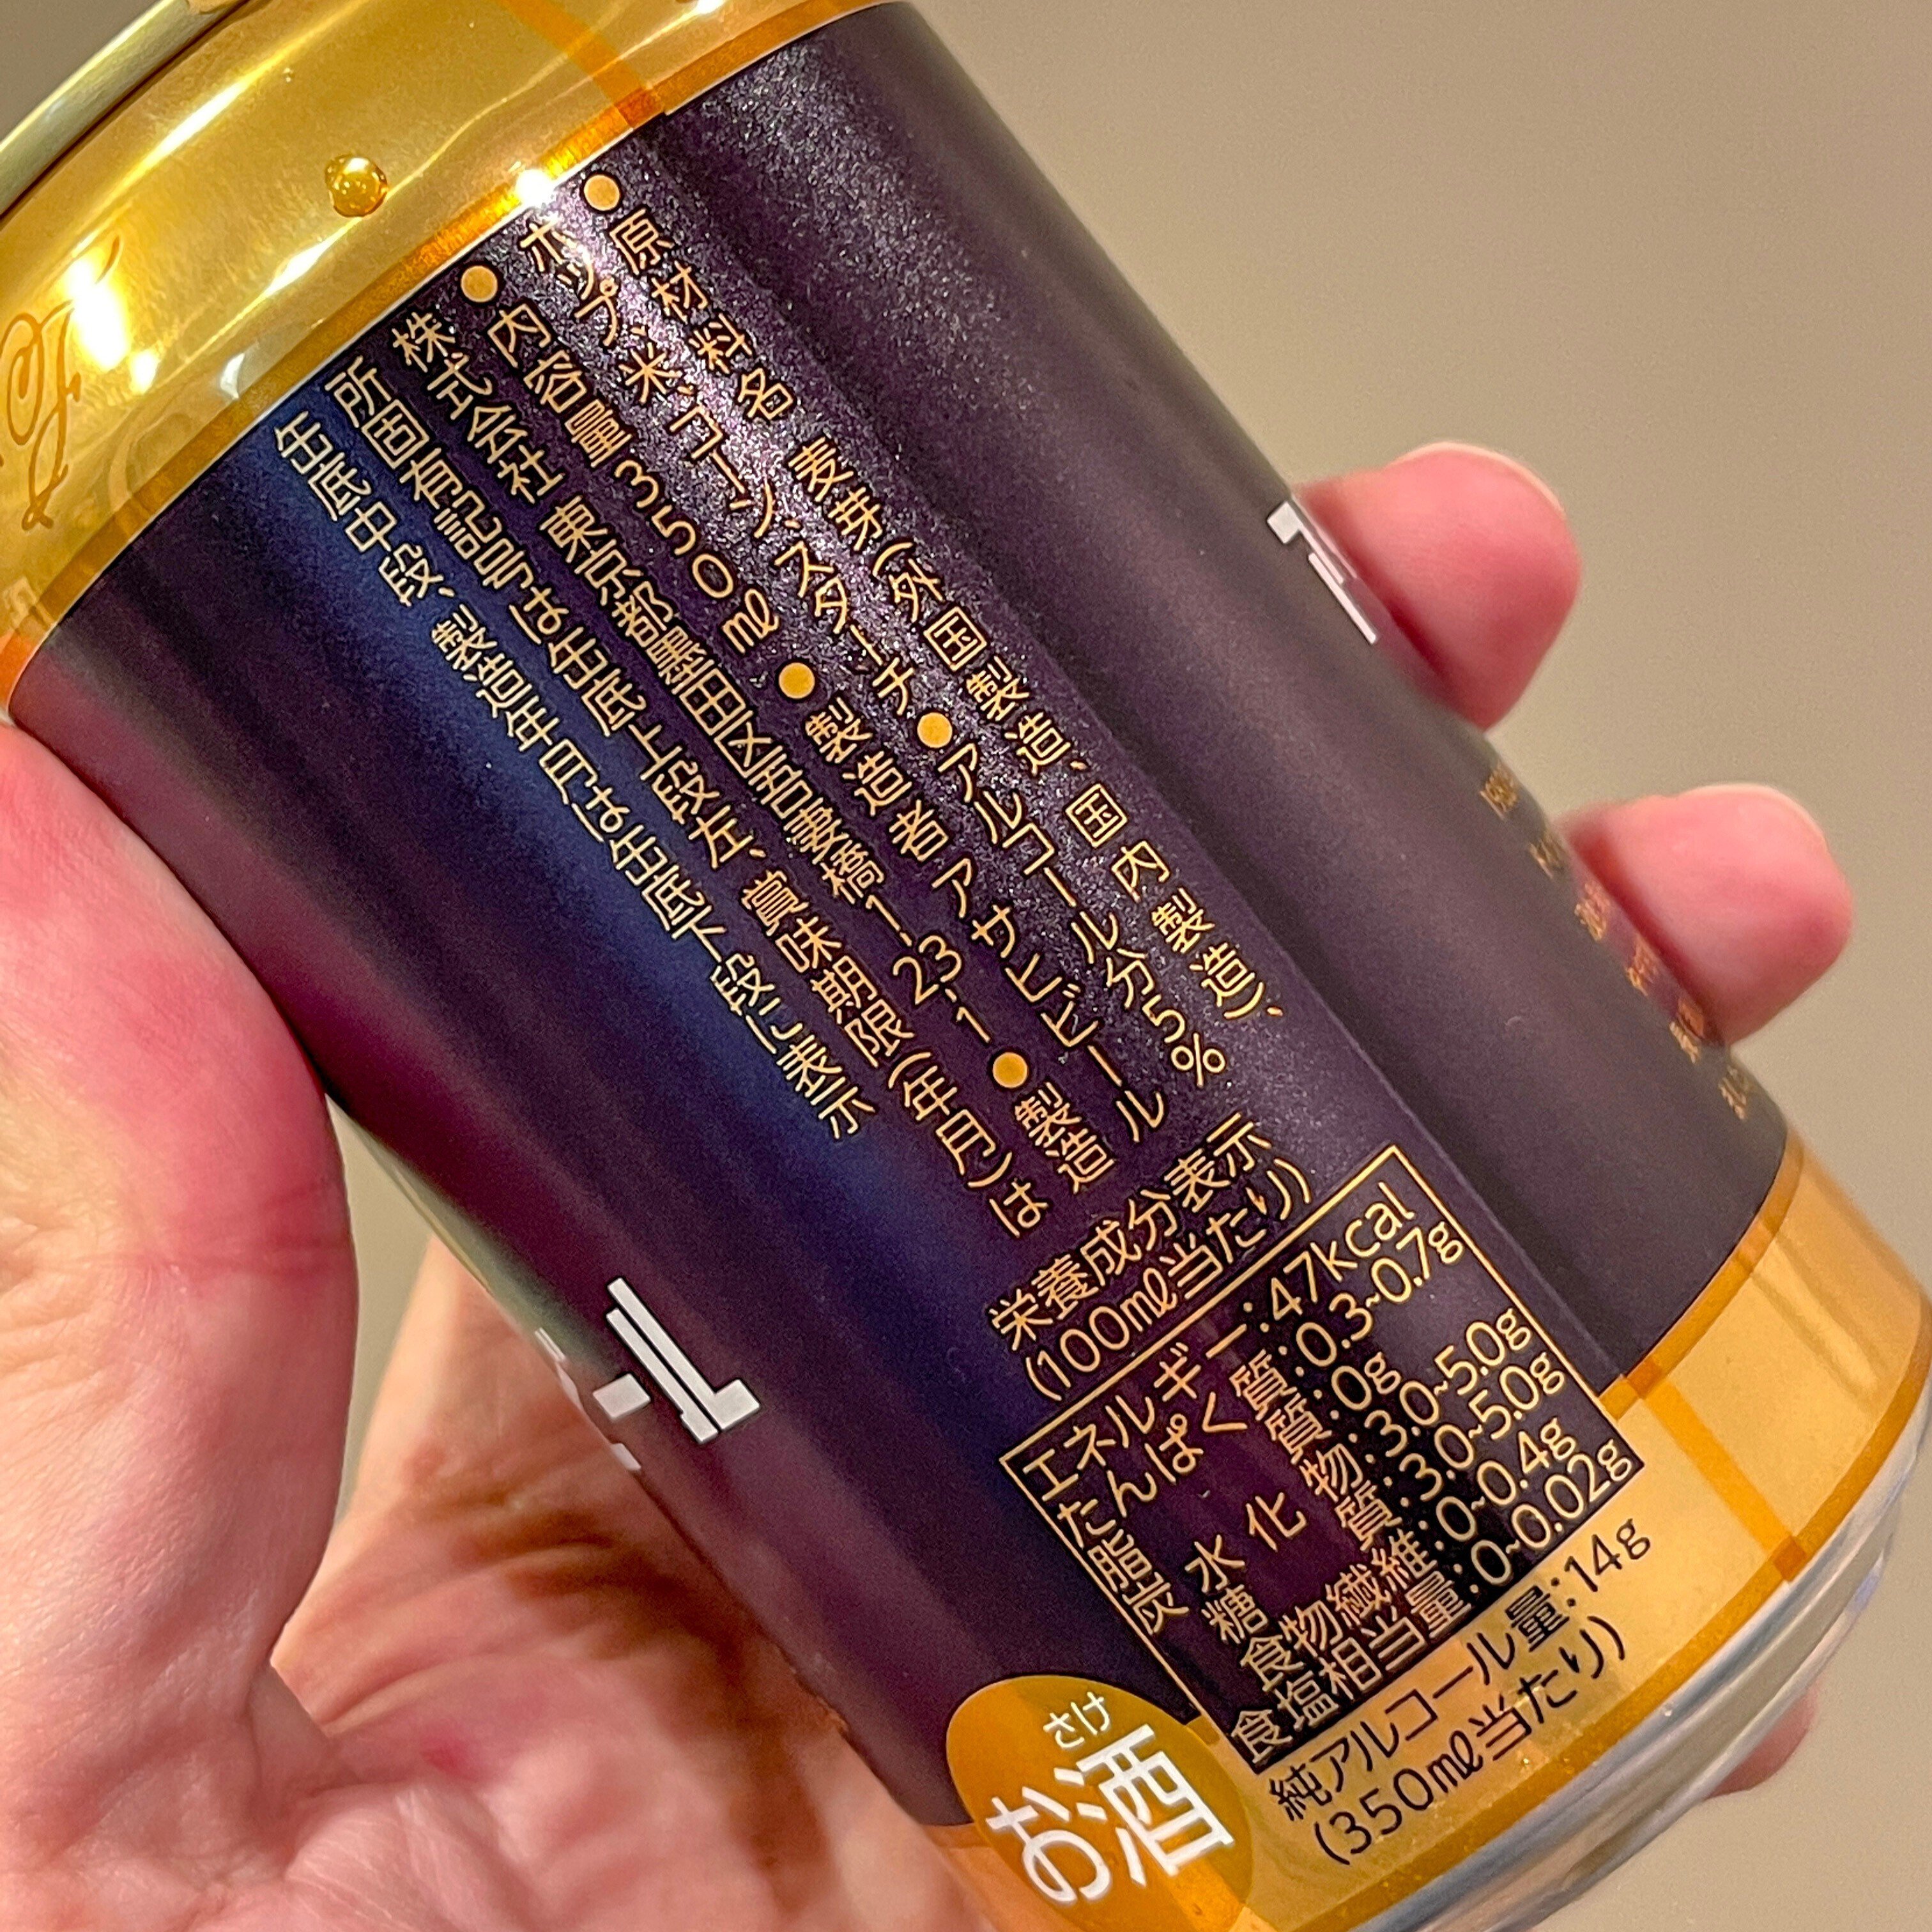 ●原材料名 麦芽(外国製造、国内製造)、
ホップ、米、コーン、スターチ●アルコール分5%
●内容量350㎖●製造者 アサヒビール
株式会社 東京都墨田区吾妻橋1-23-1●製造
所固有記号は缶底上段左、賞味期限(年月)は
缶底中段、製造年月は缶底下段に表示
栄養成分表示
(100㎖当たり)
エネルギー:47kcal
たんぱく質:0.3~0.7g
脂質:0g
炭水化物:3.0~5.0g
糖質:3.0~5.0g
食物繊維:0~0.4g
食塩相当量:0~0.02g
純アルコール量:14g
(350㎖当たり)
さけ
お酒